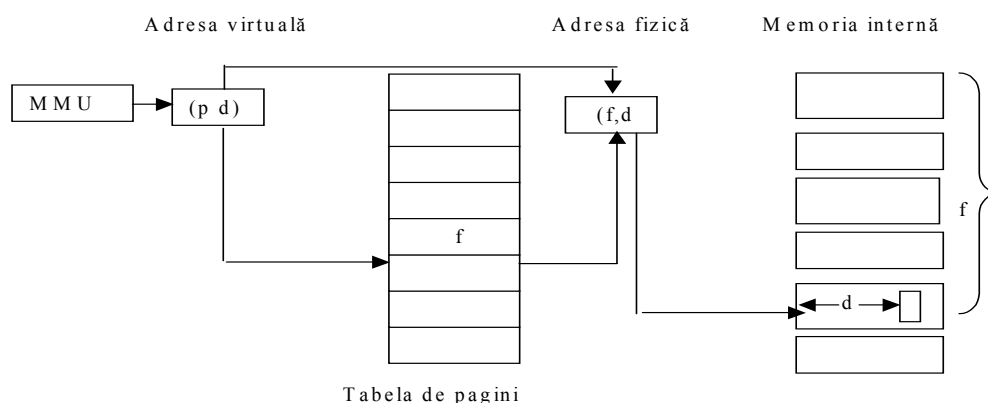 Adresa virtuală
Adresa fizică
Memoria internă
MMU
(p d)
(f,d
f
f
d
Tabela de pagini